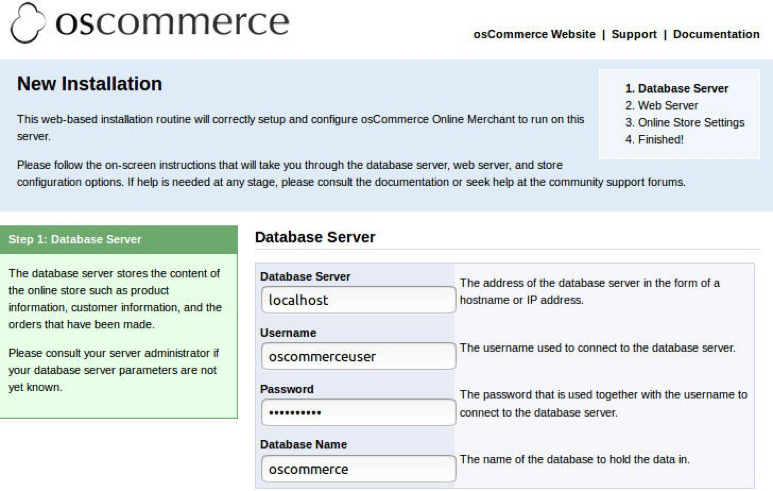 oscommerce
osCommerce Website | Support | Documentation
New Installation
This web-based installation routine will correctly setup and configure osCommerce Online Merchant to run on this
server.
Please follow the on-screen instructions that will take you through the database server, web server, and store
configuration options. If help is needed at any stage, please consult the documentation or seek help at the community support forums.
1. Database Server
2. Web Server
3. Online Store Settings
4. Finished!
Step 1: Database Server
The database server stores the content of
the online store such as product
information, customer information, and the
orders that have been made.
Please consult your server administrator if
your database server parameters are not
yet known.
Database Server
Database Server
localhost
The address of the database server in the form of a
hostname or IP address.
Username
oscommerceuser
The username used to connect to the database server.
Password
••••••••••
The password that is used together with the username to
connect to the database server.
Database Name
oscommerce
The name of the database to hold the data in.